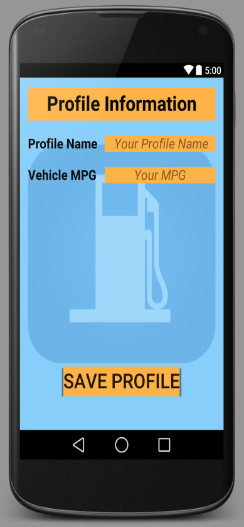 5:00
Profile Information
Profile Name Your Profile Name
Vehicle MPG Your MPG
SAVE PROFILE